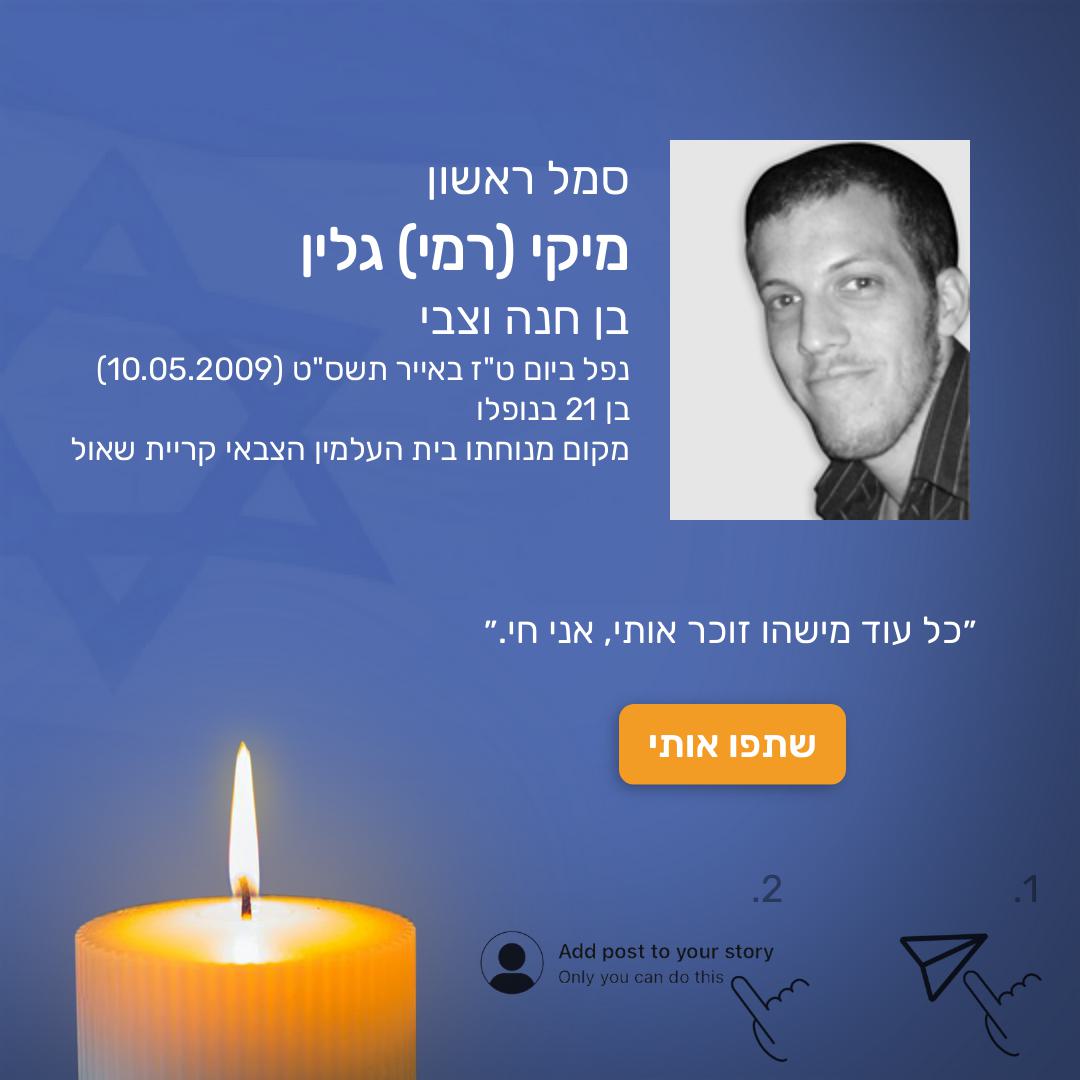 סמל ראשון
מיקי (רמי) גלין
בן חנה וצבי
נפל ביום ט"ז באייר תשס"ט (10.05.2009)
בן 21 בנופלו
מקום מנוחתו בית העלמין הצבאי קריית שאול
״כל עוד מישהו זוכר אותי, אני חי.״
שתפו אותי
1.
2.
Add post to your story
Only you can do this